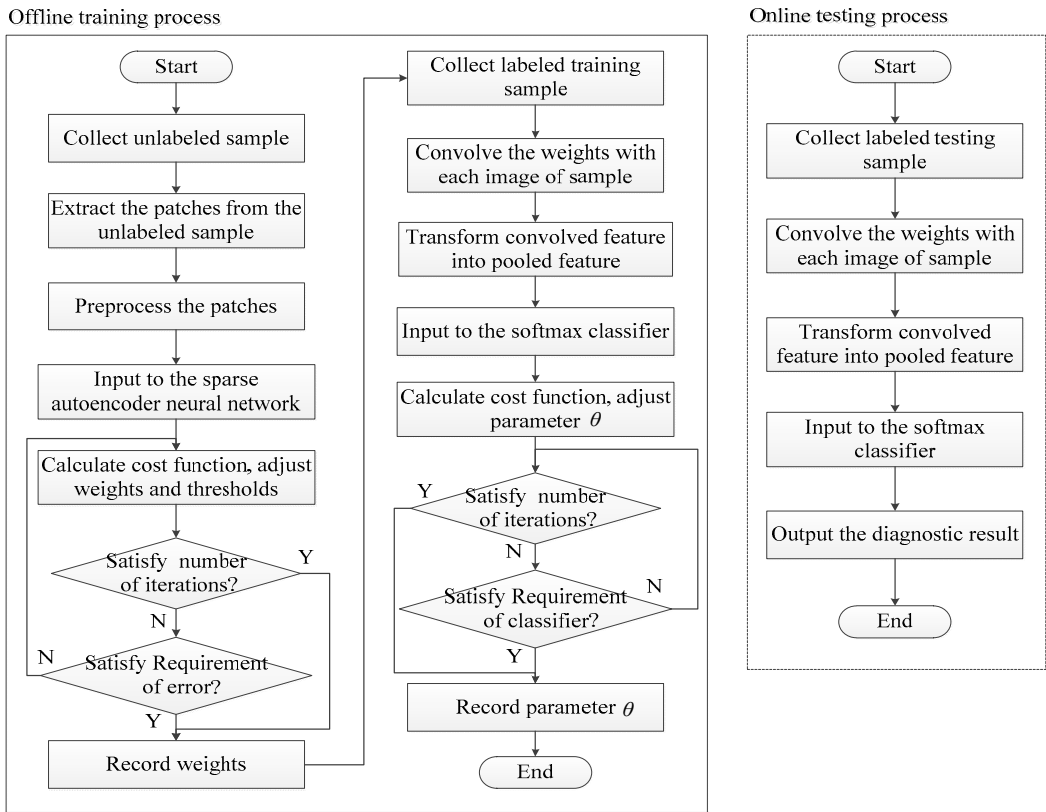 Offline training process
Start
Collect unlabeled sample
Extract the patches from the
unlabeled sample
Preprocess the patches
Input to the sparse
autoencoder neural network
Calculate cost function, adjust
weights and thresholds
Satisfy number
of iterations?
Y
N
Satisfy Requirement
of error?
N
Y
Record weights
Collect labeled training
sample
Convolve the weights with
each image of sample
Transform convolved feature
into pooled feature
Input to the softmax classifier
Calculate cost function, adjust
parameter θ
Satisfy number
of iterations?
Y
N
Satisfy Requirement
of classifier?
N
Y
Record parameter θ
End
Online testing process
Start
Collect labeled testing
sample
Convolve the weights with
each image of sample
Transform convolved
feature into pooled feature
Input to the softmax
classifier
Output the diagnostic result
End